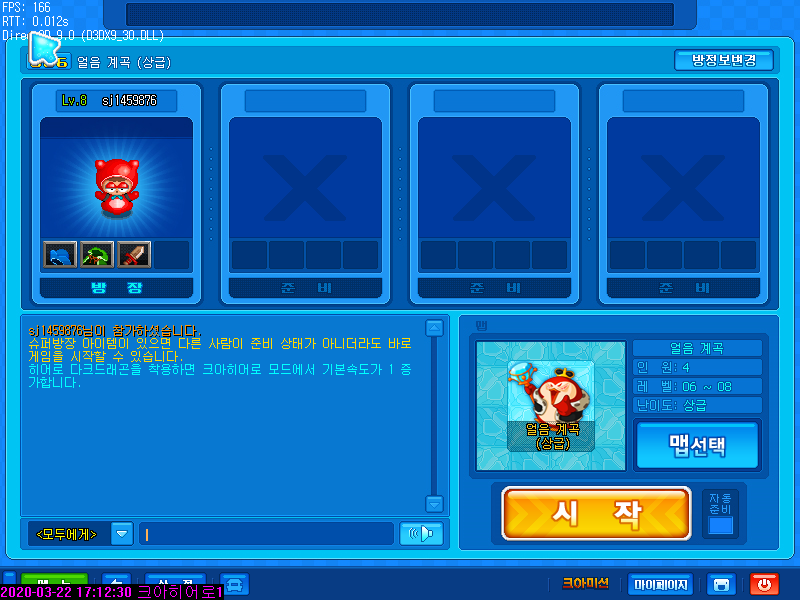 FPS: 166
RTT: 0.012s
얼음 계곡 (상급)
방정보변경
Lv.8 sj1459876
방 장
준 비
준 비
준 비
sj1459876님이 참가하셨습니다.
슈퍼방장 아이템이 있으면 다른 사람이 준비 상태가 아니더라도 바로
게임을 시작할 수 있습니다.
히어로 다크드래곤을 착용하면 크아히어로 모드에서 기본속도가 1 증
가합니다.
맵
얼음 계곡
(상급)
얼음 계곡
인 원: 4
레 벨: 06 ~ 08
난이도: 상급
맵선택
<모두에게>
시 작
자동
준비
크아미션
마이페이지
2020-03-22 17:12:30 크아히어로1